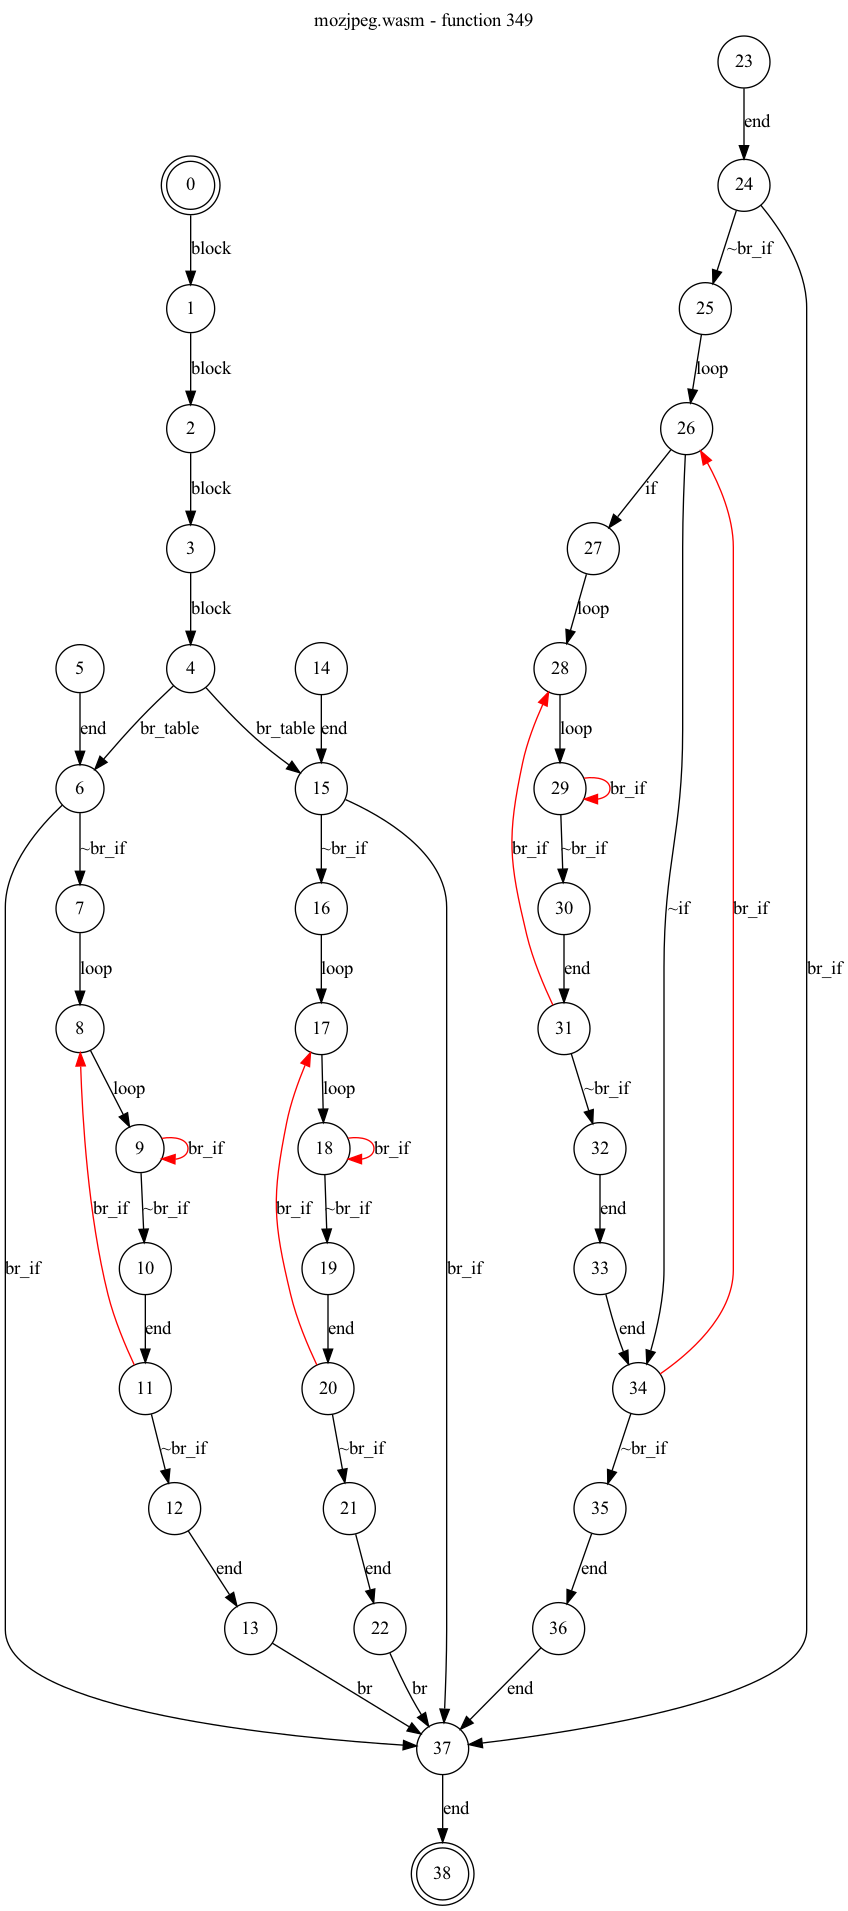 mozjpeg.wasm - function 349
23
end
0
24
block
~br_if
1
25
block
loop
2
26
block
if
3
27
block
loop
5
4
14
28
end
br_table
br_table
end
loop
6
15
29
br_if
~br_if
~br_if
br_if
~br_if
7
16
30
~if
br_if
loop
loop
end
br_if
8
17
31
loop
loop
~br_if
9
br_if
18
br_if
32
br_if
~br_if
br_if
~br_if
end
br_if
10
19
br_if
33
end
end
end
11
20
34
~br_if
~br_if
~br_if
12
21
35
end
end
end
13
22
36
br
br
end
37
end
38